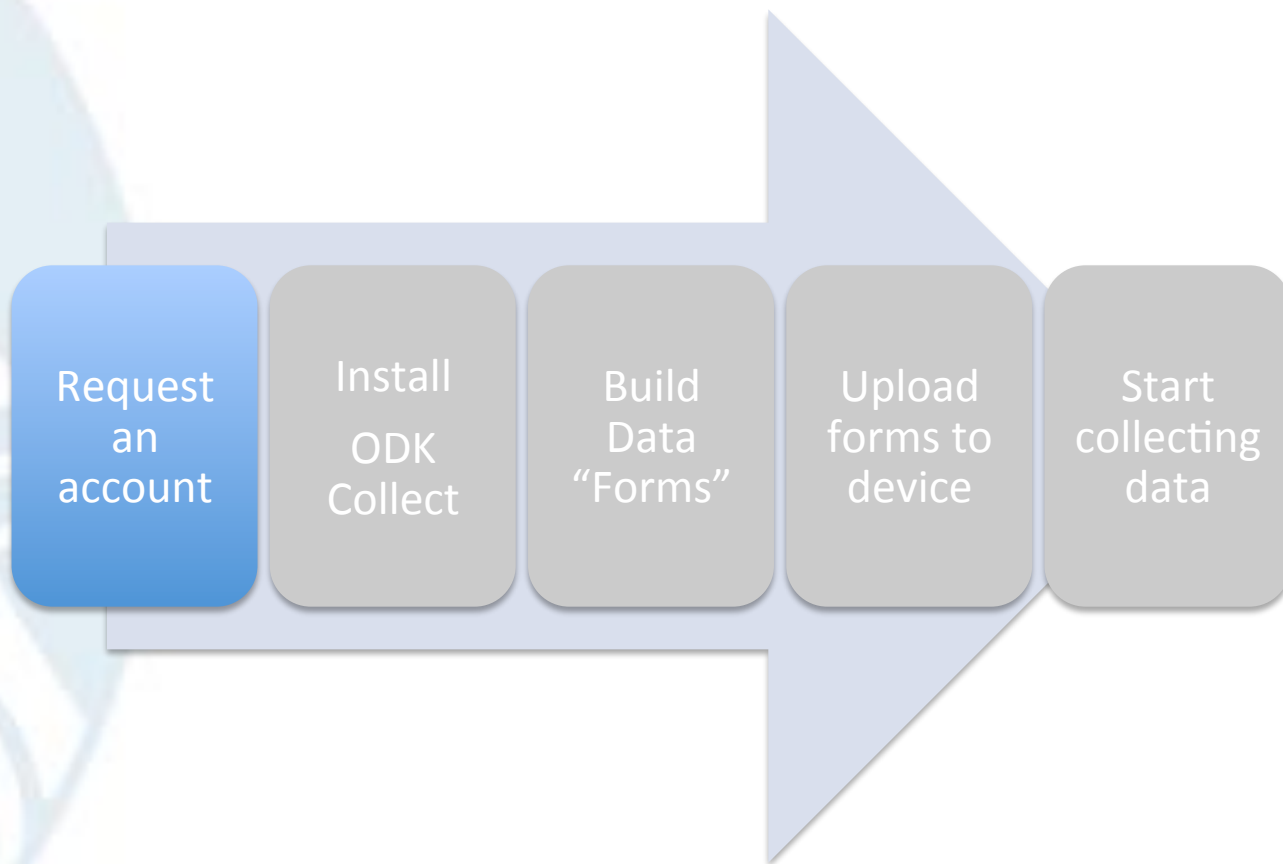 Request
an
account
Install
ODK
Collect
Build
Data
“Forms”
Upload
forms to
device
Start
collecting
data